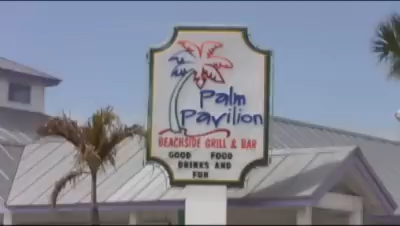 Palm
Pavilion
BEACHSIDE GRILL & BAR
GOOD FOOD
DRINKS AND
FUN